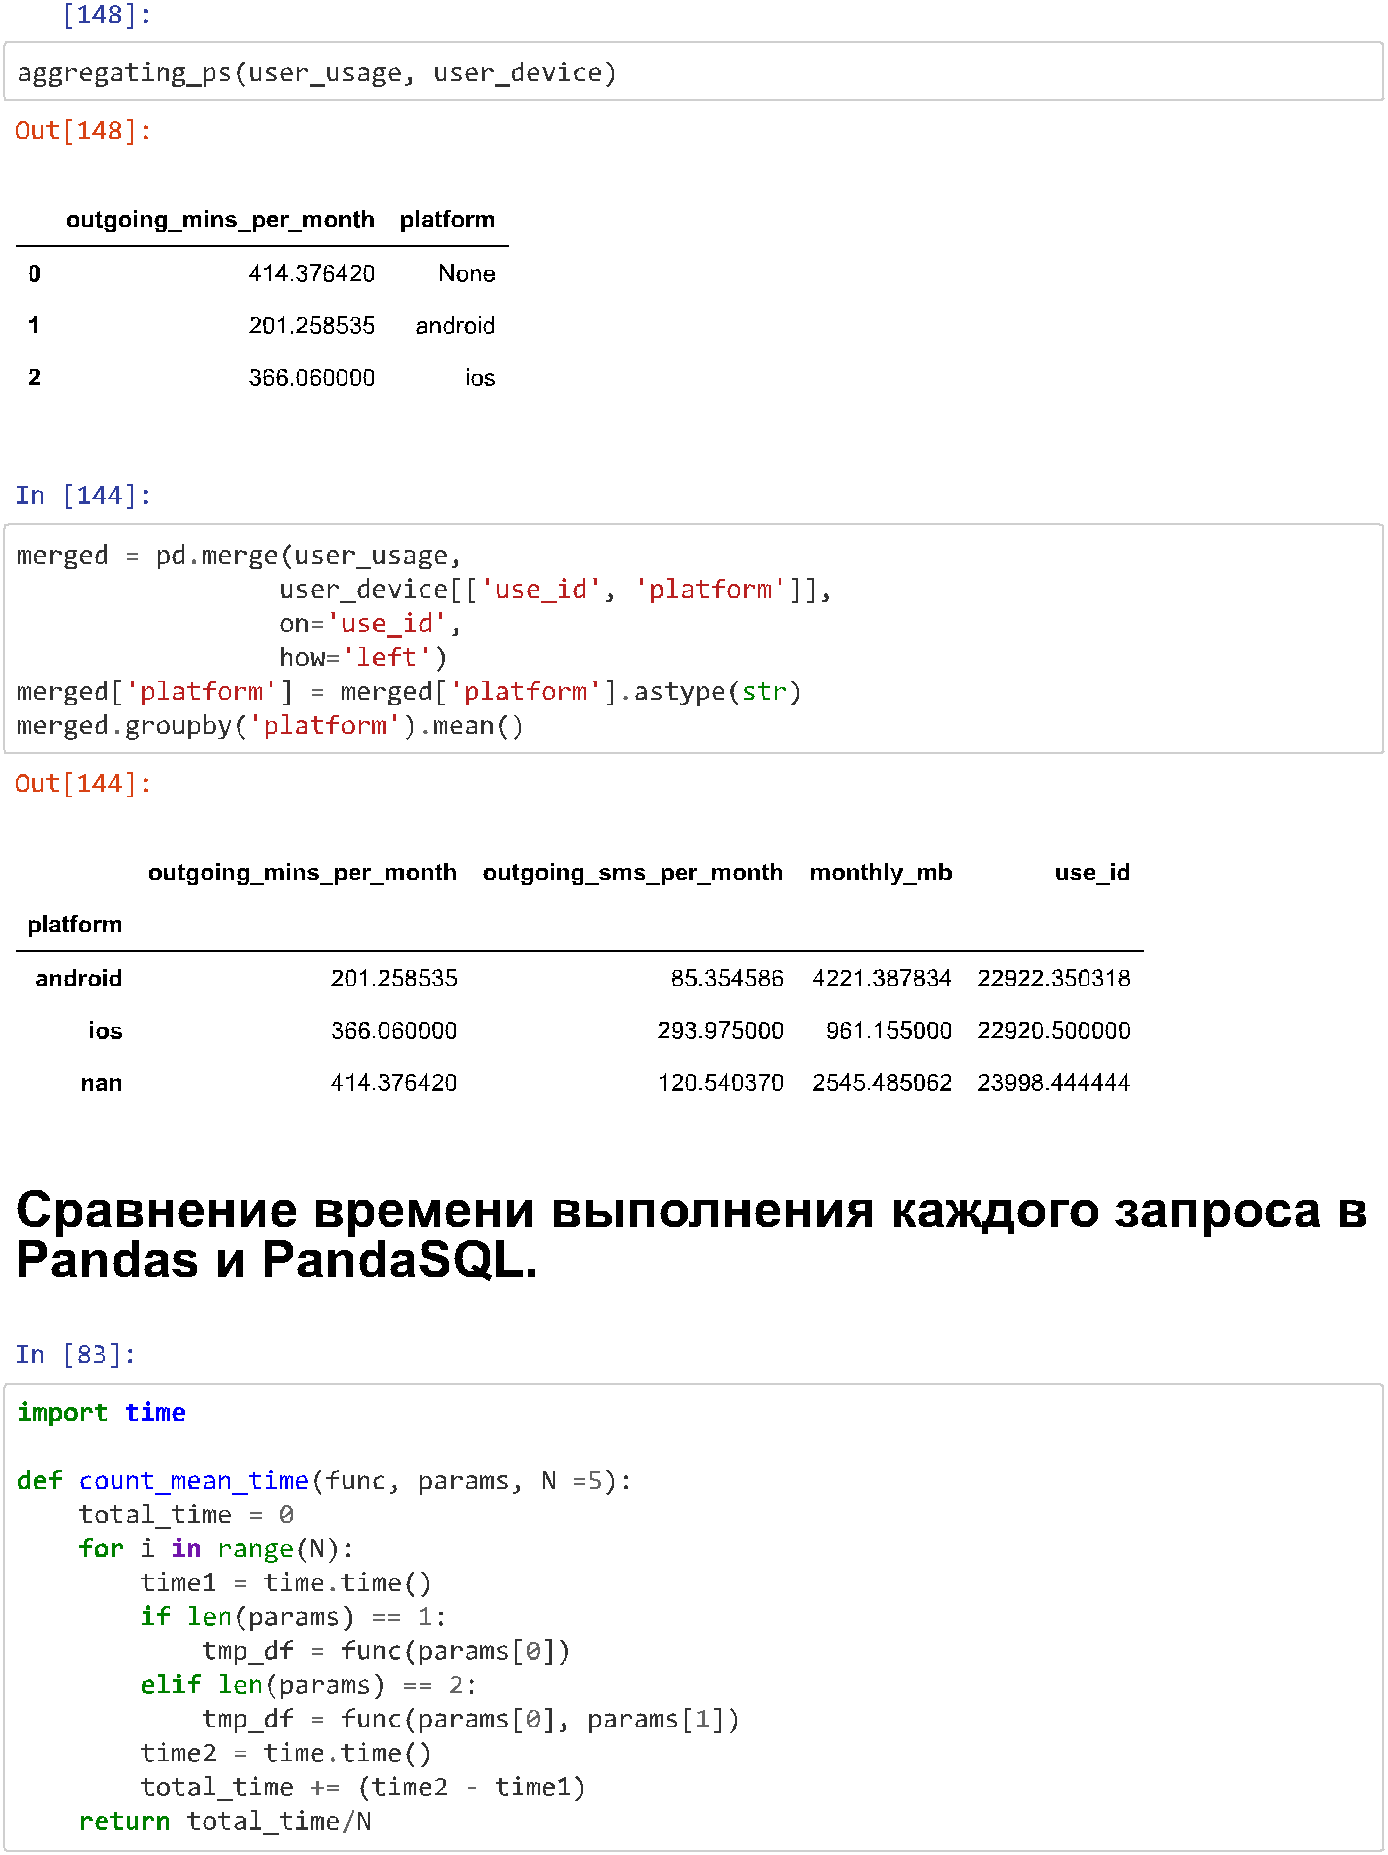 [148]:
aggregating_ps(user_usage, user_device)
Out[148]:
outgoing_mins_per_month platform
0 414.376420 None
1 201.258535 android
2 366.060000 ios
In [144]:
merged = pd.merge(user_usage,
                 user_device[['use_id', 'platform']],
                 on='use_id',
                 how='left')
merged['platform'] = merged['platform'].astype(str)
merged.groupby('platform').mean()
Out[144]:
outgoing_mins_per_month outgoing_sms_per_month monthly_mb use_id
platform
android 201.258535 85.354586 4221.387834 22922.350318
ios 366.060000 293.975000 961.155000 22920.500000
nan 414.376420 120.540370 2545.485062 23998.444444
Сравнение времени выполнения каждого запроса в
Pandas и PandaSQL.
In [83]:
import time
def count_mean_time(func, params, N =5):
    total_time = 0
    for i in range(N):
        time1 = time.time()
        if len(params) == 1:
            tmp_df = func(params[0])
        elif len(params) == 2:
            tmp_df = func(params[0], params[1])
        time2 = time.time()
        total_time += (time2 - time1)
    return total_time/N